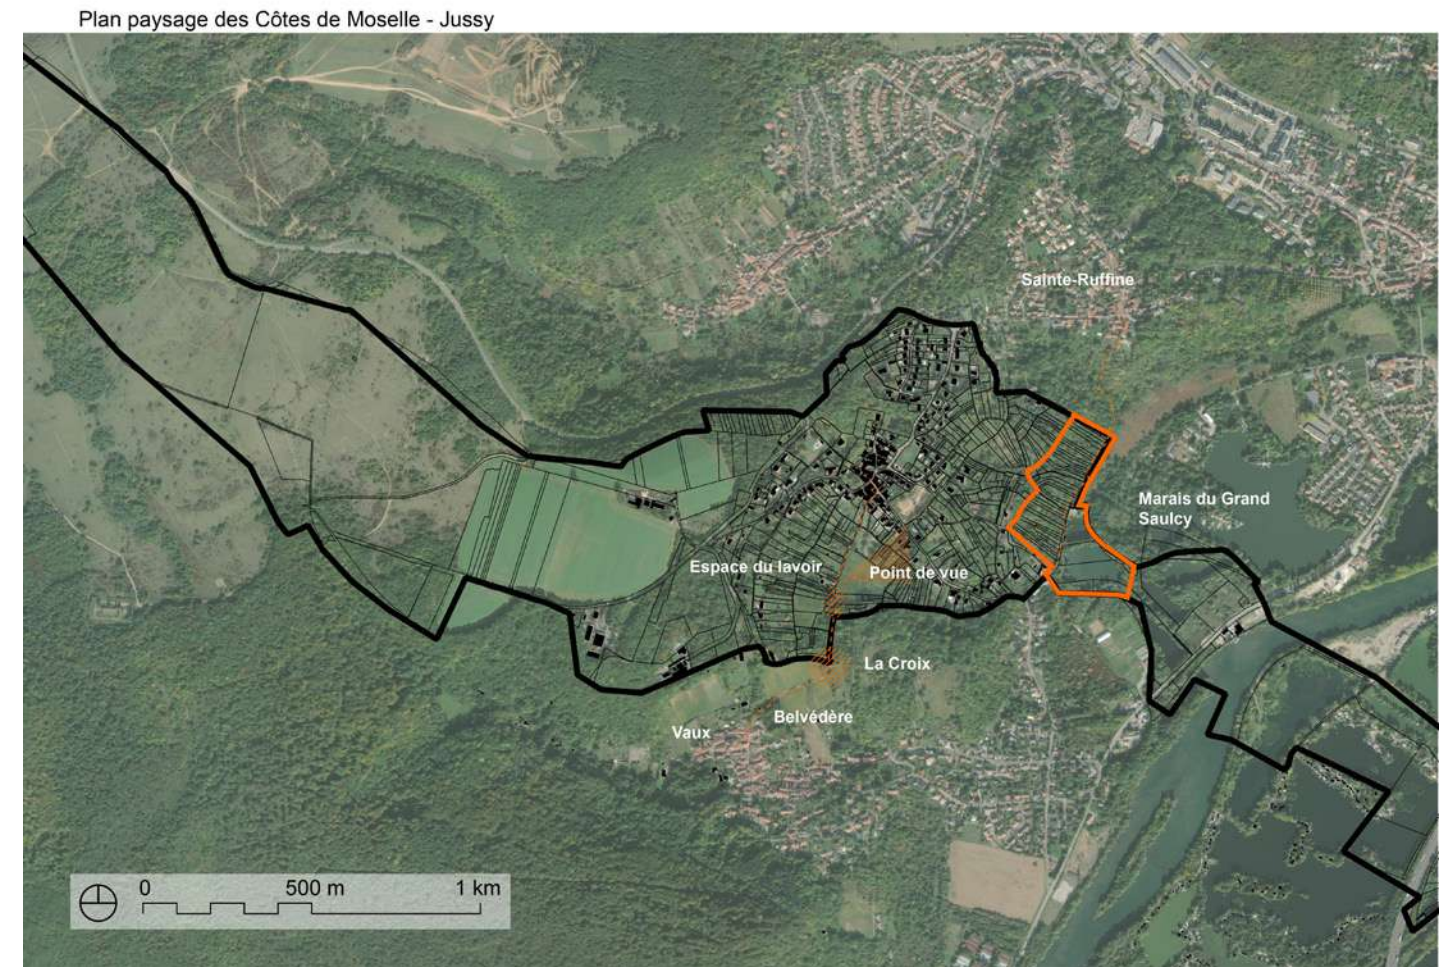 Plan paysage des Côtes de Moselle - Jussy
Sainte-Ruffine
Marais du Grand
Saulcy
Espace du lavoir
Point de vue
La Croix
Belvédère
Vaux
0 500 m 1 km